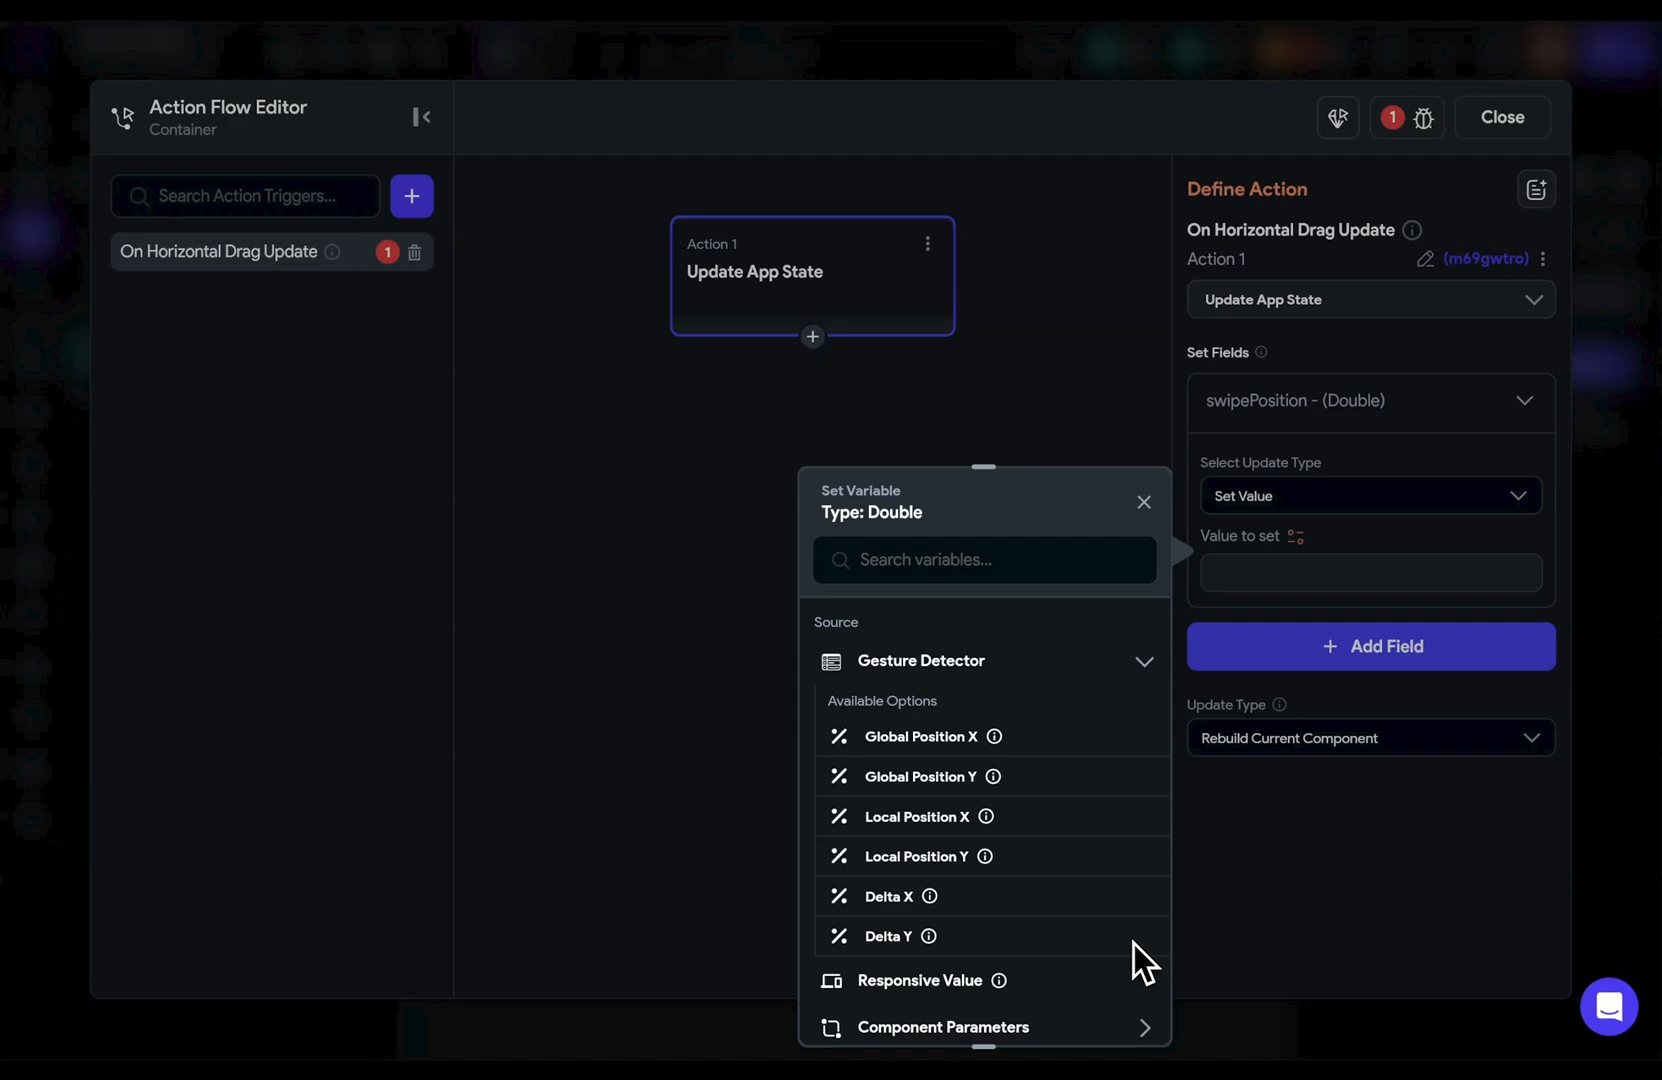 Action Flow Editor
Container
Search Action Triggers...
On Horizontal Drag Update
1
Action 1
Update App State
1
Close
Define Action
On Horizontal Drag Update
Action 1
(m69gwtro)
Update App State
Set Fields
swipePosition - (Double)
Select Update Type
Set Value
Value to set
Add Field
Update Type
Rebuild Current Component
Set Variable
Type: Double
Search variables...
Source
Gesture Detector
Available Options
Global Position X
Global Position Y
Local Position X
Local Position Y
Delta X
Delta Y
Responsive Value
Component Parameters